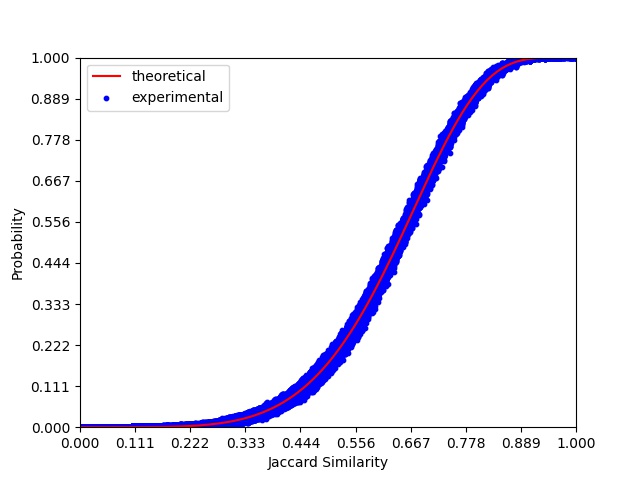 theoretical
experimental
1.000
0.889
0.778
0.667
0.556
0.444
0.333
0.222
0.111
0.000
Probability
0.000 0.111 0.222 0.333 0.444 0.556 0.667 0.778 0.889 1.000
Jaccard Similarity